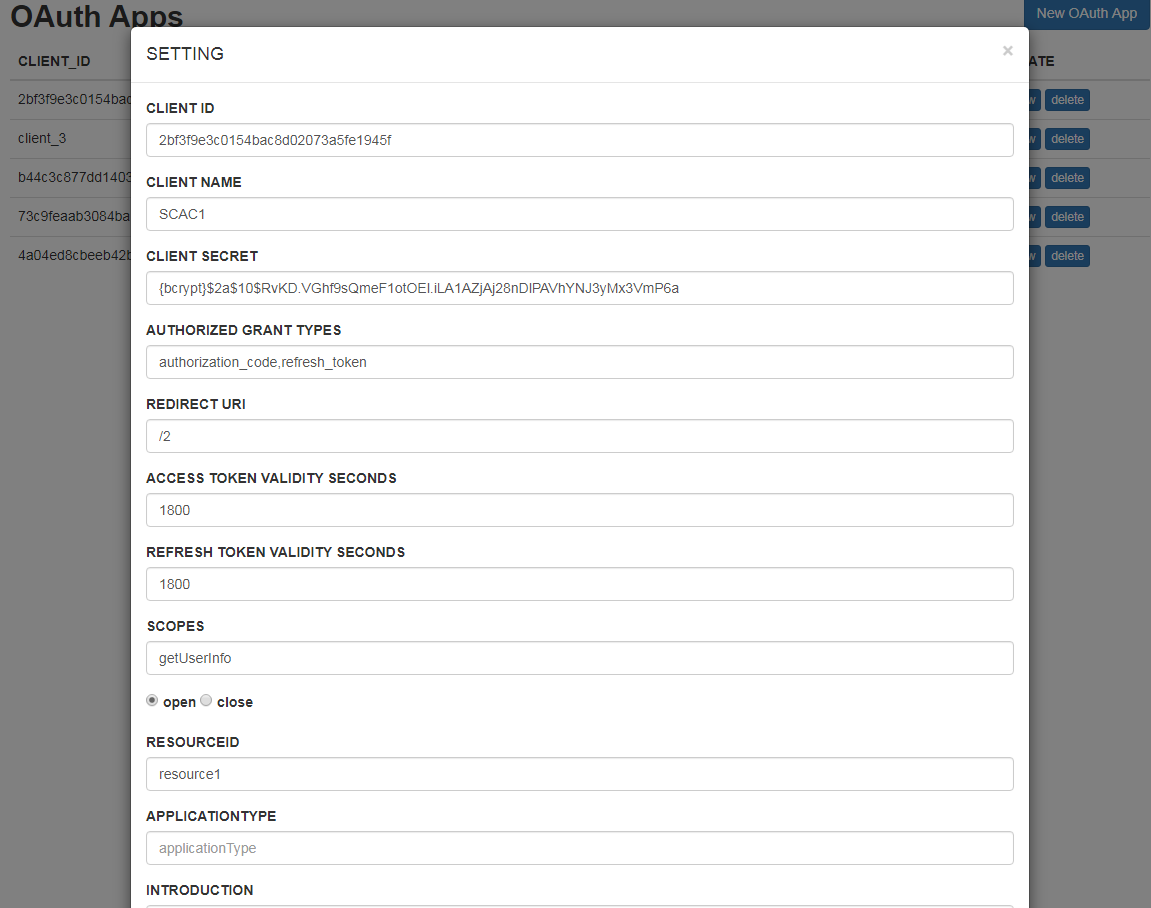 OAuth Apps
New OAuth App
SETTING
×
CLIENT_ID
ATE
2bf3f9e3c0154bac
w delete
client_3
w delete
b44c3c877dd1403
w delete
73c9feaab3084ba
w delete
4a04ed8cbeeb42b
w delete
CLIENT ID
2bf3f9e3c0154bac8d02073a5fe1945f
CLIENT NAME
SCAC1
CLIENT SECRET
{bcrypt}$2a$10$RvKD.VGhf9sQmeF1otOEI.iLA1AZjAj28nDIPAVhYNJ3yMx3VmP6a
AUTHORIZED GRANT TYPES
authorization_code,refresh_token
REDIRECT URI
/2
ACCESS TOKEN VALIDITY SECONDS
1800
REFRESH TOKEN VALIDITY SECONDS
1800
SCOPES
getUserInfo
open close
RESOURCEID
resource1
APPLICATIONTYPE
applicationType
INTRODUCTION